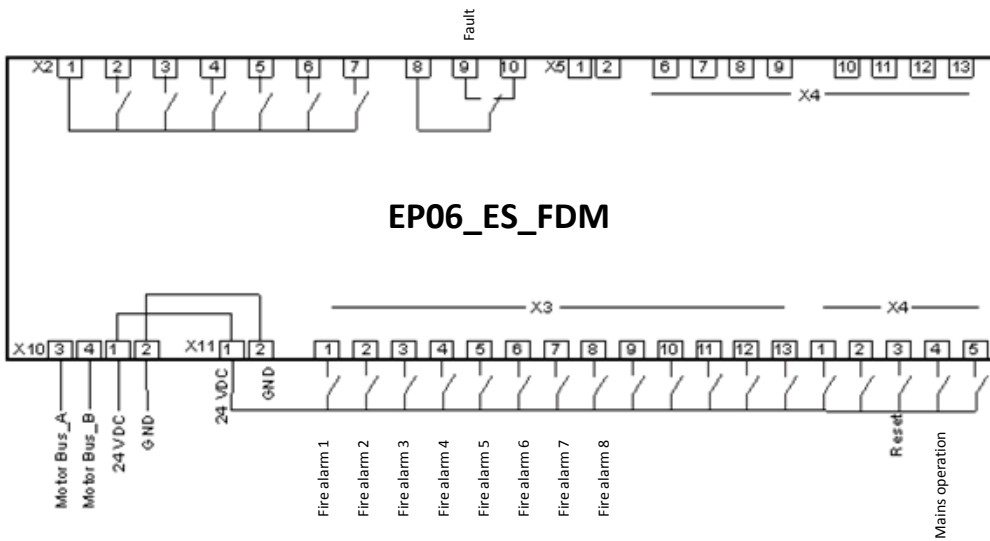 Fault
X2 1 2 3 4 5 6 7 8 9 10 X5 1 2 6 7 8 9 10 11 12 13
X4
EP06_ES_FDM
X3 X4
X10 3 4 1 2 X11 1 2 1 2 3 4 5 6 7 8 9 10 11 12 13 1 2 3 4 5
Motor Bus_A
Motor Bus_B
24 VDC
GND
24 VDC
GND
Fire alarm 1
Fire alarm 2
Fire alarm 3
Fire alarm 4
Fire alarm 5
Fire alarm 6
Fire alarm 7
Fire alarm 8
Reset
Mains operation